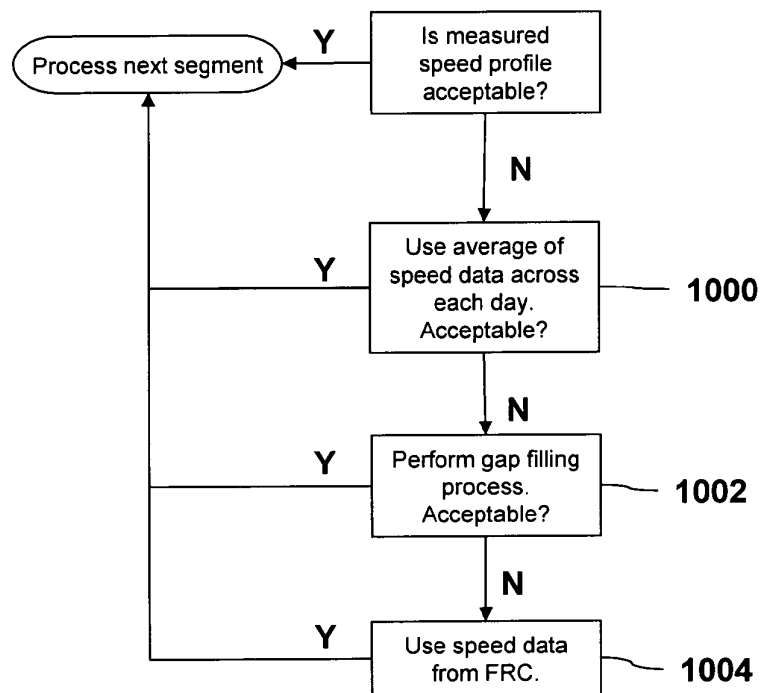 Y
Process next segment
Is measured
speed profile
acceptable?
N
Y
Use average of
speed data across
each day.
Acceptable?
1000
N
Y
Perform gap filling
process.
Acceptable?
1002
N
Y
Use speed data
from FRC.
1004